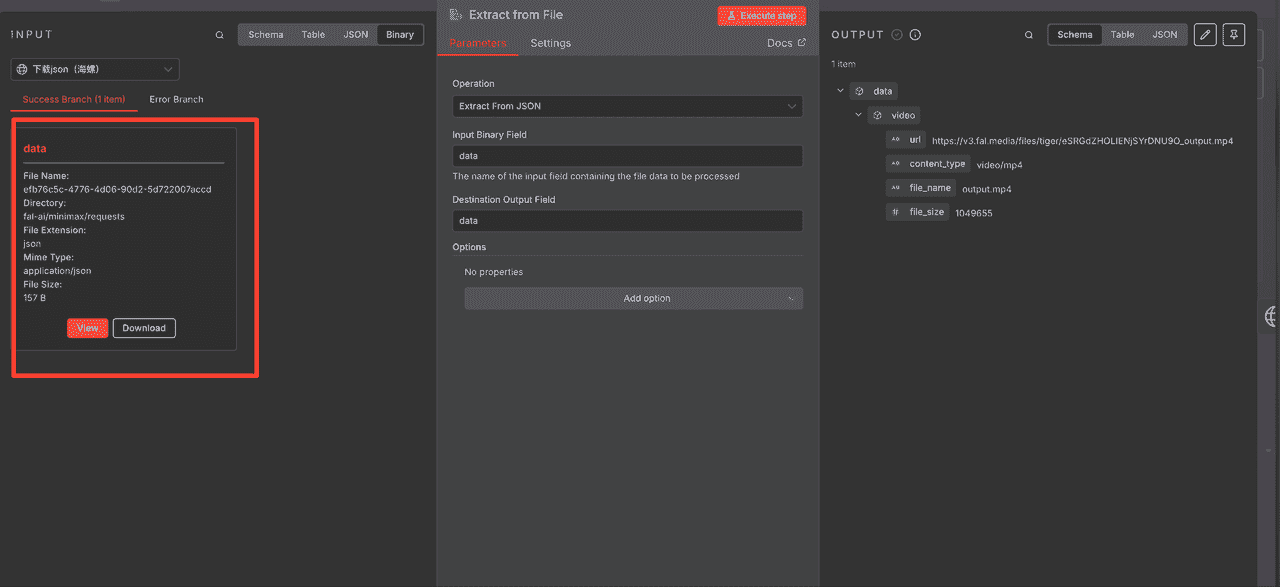 INPUT
Schema Table JSON Binary
下载json（海螺）
Success Branch (1 item) Error Branch
data
File Name:
efb76c5c-4776-4d06-90d2-5d722007accd
Directory:
fal-ai/minimax/requests
File Extension:
json
Mime Type:
application/json
File Size:
157 B
View Download
Extract from File
Execute step
Parameters Settings Docs
Operation
Extract From JSON
Input Binary Field
data
The name of the input field containing the file data to be processed
Destination Output Field
data
Options
No properties
Add option
OUTPUT
Schema Table JSON
1 item
data
video
url https://v3.fal.media/files/tiger/eSRGdZHOLIENjSYrDNU9O_output.mp4
content_type video/mp4
file_name output.mp4
# file_size 1049655